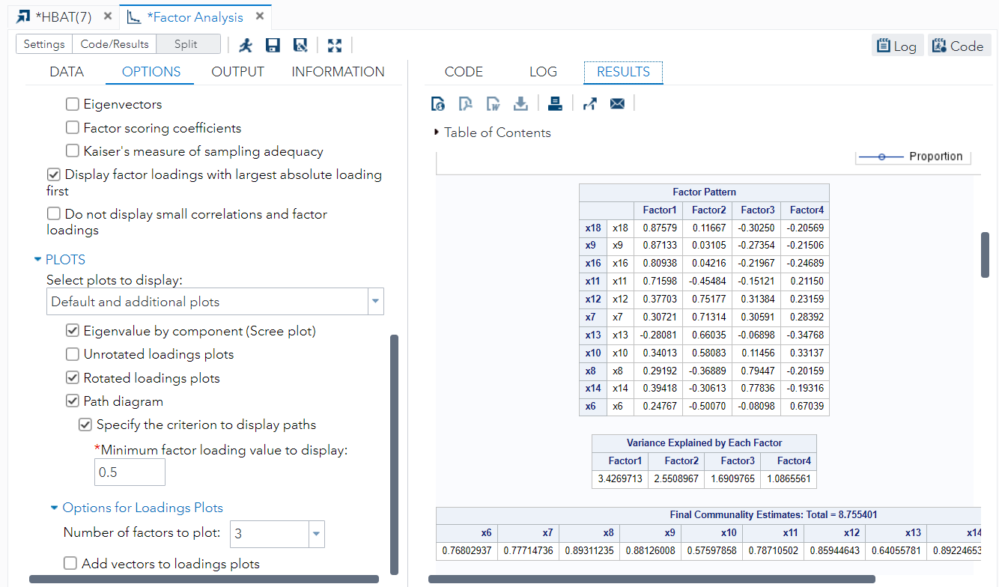 *HBAT(7) × *Factor Analysis ×
Settings Code/Results Split
Log Code
DATA OPTIONS OUTPUT INFORMATION
Eigenvectors
Factor scoring coefficients
Kaiser's measure of sampling adequacy
Display factor loadings with largest absolute loading
first
Do not display small correlations and factor
loadings
PLOTS
Select plots to display:
Default and additional plots
Eigenvalue by component (Scree plot)
Unrotated loadings plots
Rotated loadings plots
Path diagram
Specify the criterion to display paths
*Minimum factor loading value to display:
0.5
Options for Loadings Plots
Number of factors to plot: 3
Add vectors to loadings plots
CODE LOG RESULTS
Table of Contents
Proportion
Factor Pattern
Factor1 Factor2 Factor3 Factor4
x18 x18 0.87579 0.11667 -0.30250 -0.20569
x9 x9 0.87133 0.03105 -0.27354 -0.21506
x16 x16 0.80938 0.04216 -0.21967 -0.24689
x11 x11 0.71598 -0.45484 -0.15121 0.21150
x12 x12 0.37703 0.75177 0.31384 0.23159
x7 x7 0.30721 0.71314 0.30591 0.28392
x13 x13 -0.28081 0.66035 -0.06898 -0.34768
x10 x10 0.34013 0.58083 0.11456 0.33137
x8 x8 0.29192 -0.36889 0.79447 -0.20159
x14 x14 0.39418 -0.30613 0.77836 -0.19316
x6 x6 0.24767 -0.50070 -0.08098 0.67039
Variance Explained by Each Factor
Factor1 Factor2 Factor3 Factor4
3.4269713 2.5508967 1.6909765 1.0865561
Final Communality Estimates: Total = 8.755401
x6 x7 x8 x9 x10 x11 x12 x13 x14
0.76802937 0.77714736 0.89311235 0.88126008 0.57597858 0.78710502 0.85944643 0.64055781 0.89224653